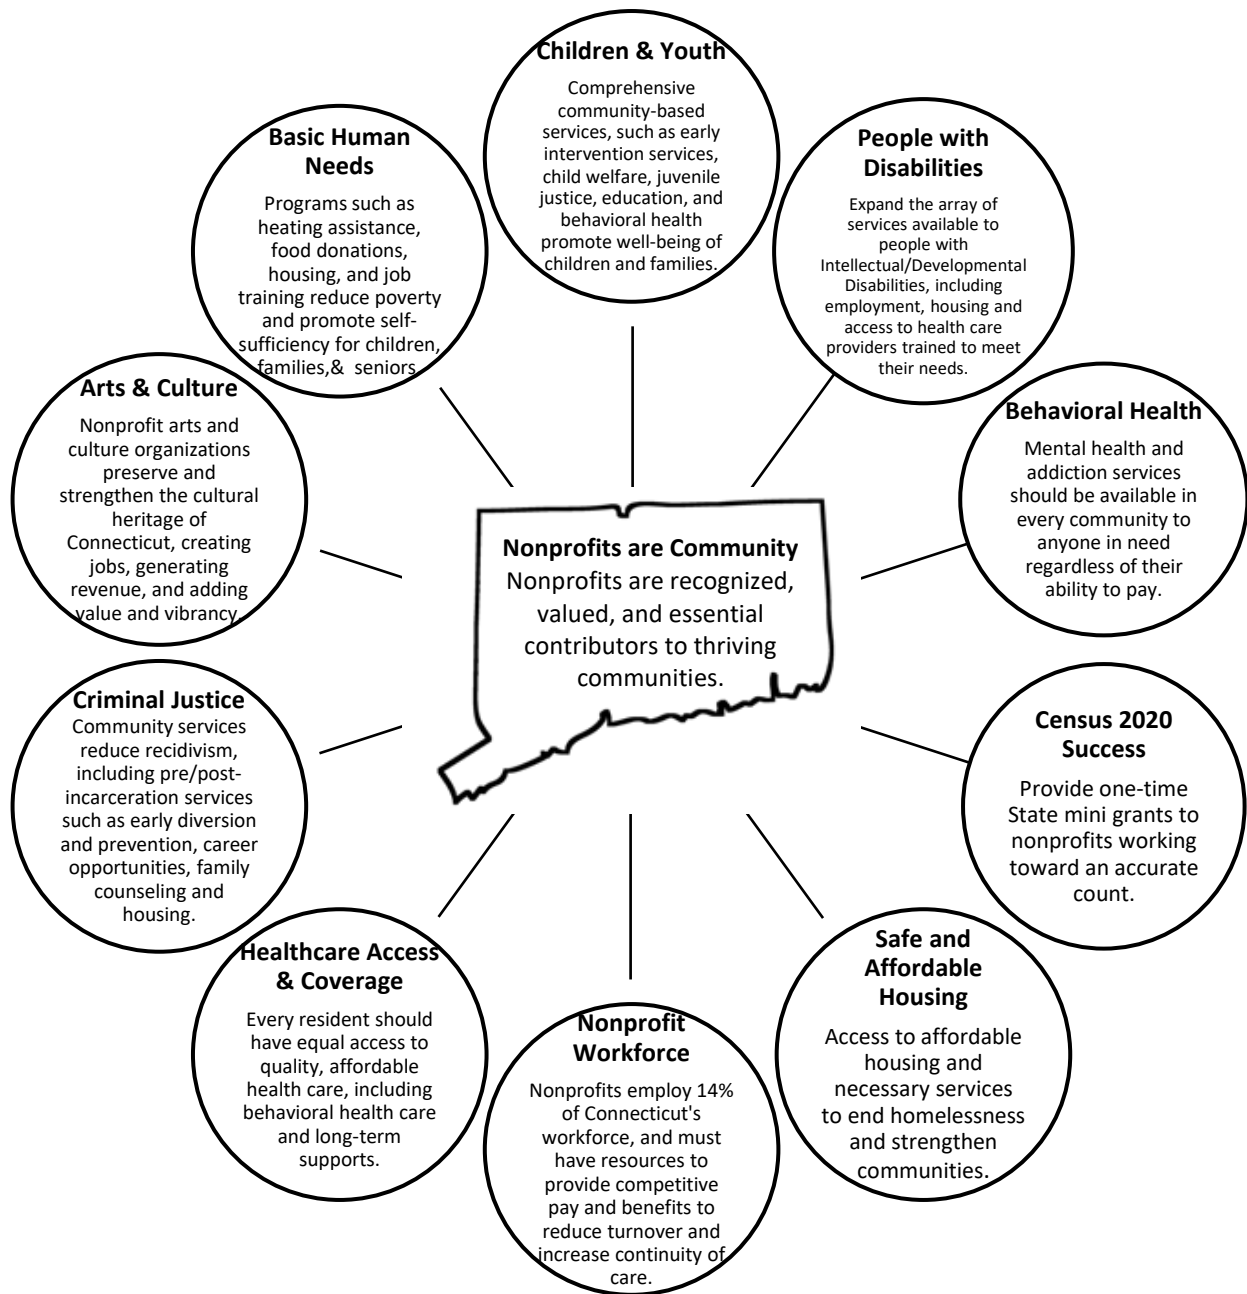 Children & Youth
Comprehensive
community-based
services, such as early
intervention services,
child welfare, juvenile
justice, education, and
behavioral health
promote well-being of
children and families.
People with
Disabilities
Expand the array of
services available to
people with
Intellectual/Developmental
Disabilities, including
employment, housing and
access to health care
providers trained to meet
their needs.
Behavioral Health
Mental health and
addiction services
should be available in
every community to
anyone in need
regardless of their
ability to pay.
Census 2020
Success
Provide one-time
State mini grants to
nonprofits working
toward an accurate
count.
Safe and
Affordable
Housing
Access to affordable
housing and
necessary services
to end homelessness
and strengthen
communities.
Nonprofit
Workforce
Nonprofits employ 14%
of Connecticut's
workforce, and must
have resources to
provide competitive
pay and benefits to
reduce turnover and
increase continuity of
care.
Healthcare Access
& Coverage
Every resident should
have equal access to
quality, affordable
health care, including
behavioral health care
and long-term
supports.
Criminal Justice
Community services
reduce recidivism,
including pre/post-
incarceration services
such as early diversion
and prevention, career
opportunities, family
counseling and
housing.
Arts & Culture
Nonprofit arts and
culture organizations
preserve and
strengthen the cultural
heritage of
Connecticut, creating
jobs, generating
revenue, and adding
value and vibrancy.
Basic Human
Needs
Programs such as
heating assistance,
food donations,
housing, and job
training reduce poverty
and promote self-
sufficiency for children,
families,& seniors
Nonprofits are Community
Nonprofits are recognized,
valued, and essential
contributors to thriving
communities.